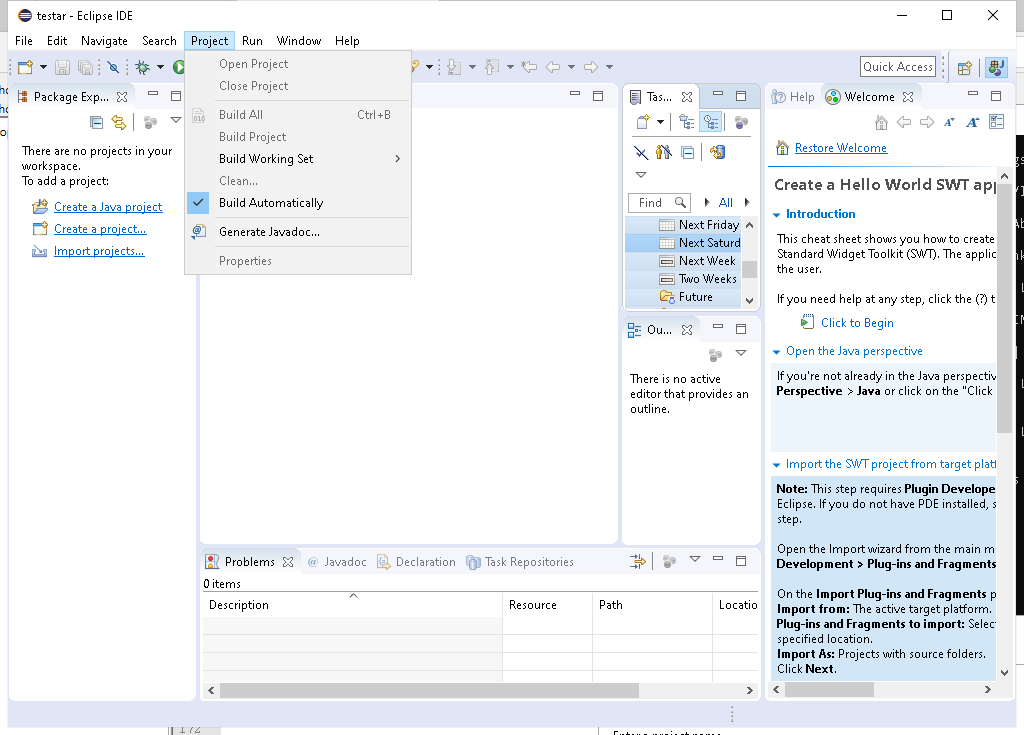 testar - Eclipse IDE
File Edit Navigate Search Project Run Window Help
Quick Access
Open Project
Close Project
Build All Ctrl+B
Build Project
Build Working Set
Clean...
Build Automatically
Generate Javadoc...
Properties
Package Exp...
There are no projects in your
workspace.
To add a project:
Create a Java project
Create a project...
Import projects...
Tas...
Find All
Next Friday
Next Saturd
Next Week
Two Weeks
Future
Ou...
There is no active
editor that provides an
outline.
Help Welcome
Restore Welcome
Create a Hello World SWT app
Introduction
This cheat sheet shows you how to create
Standard Widget Toolkit (SWT). The applic
the user.
If you need help at any step, click the (?) t
Click to Begin
Open the Java perspective
If you're not already in the Java perspectiv
Perspective > Java or click on the "Click
Import the SWT project from target platf
Note: This step requires Plugin Develope
Eclipse. If you do not have PDE installed, s
step.
Open the Import wizard from the main m
Development > Plug-ins and Fragments
On the Import Plug-ins and Fragments p
Import from: The active target platform.
Plug-ins and Fragments to import: Selec
specified location.
Import As: Projects with source folders.
Click Next.
Problems Javadoc Declaration Task Repositories
0 items
Description Resource Path Locatio
172